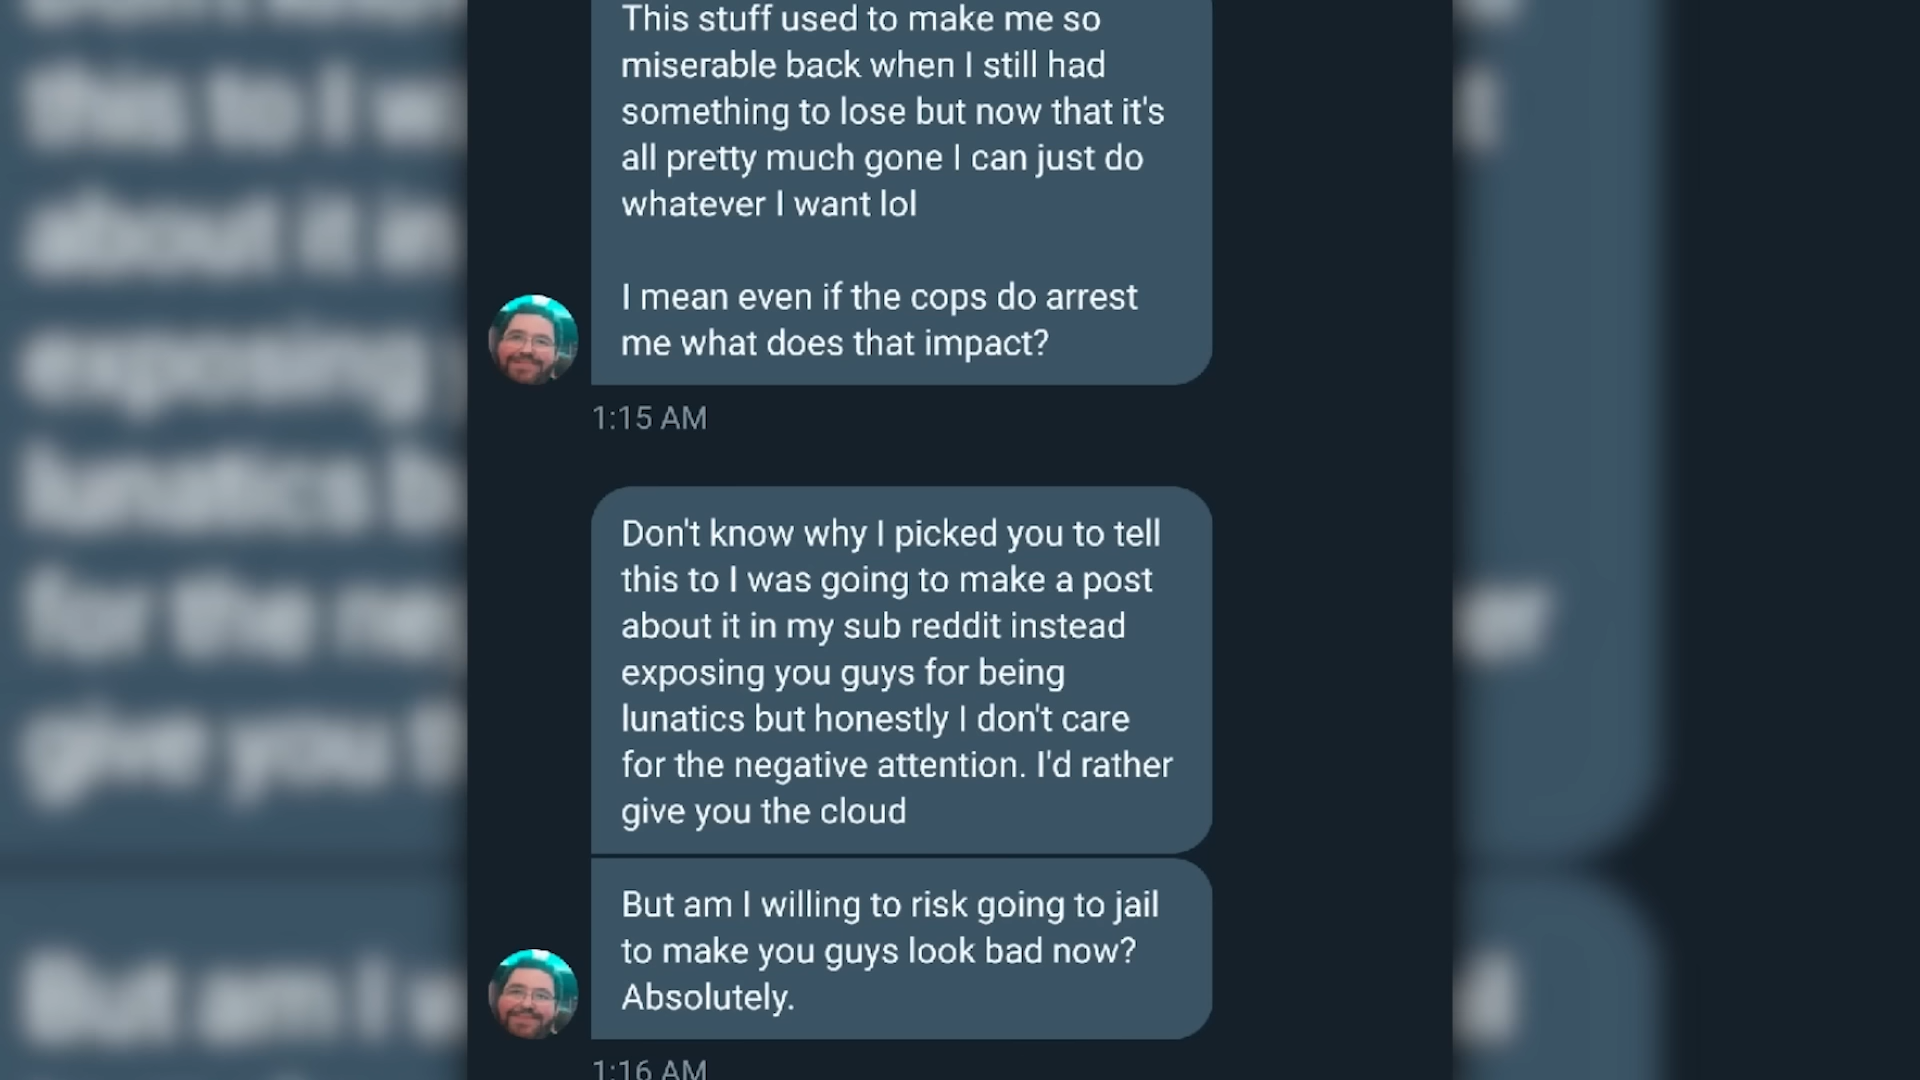 This stuff used to make me so
miserable back when I still had
something to lose but now that it's
all pretty much gone I can just do
whatever I want lol
I mean even if the cops do arrest
me what does that impact?
1:15 AM
Don't know why I picked you to tell
this to I was going to make a post
about it in my sub reddit instead
exposing you guys for being
lunatics but honestly I don't care
for the negative attention. I'd rather
give you the cloud
But am I willing to risk going to jail
to make you guys look bad now?
Absolutely.
1:16 AM